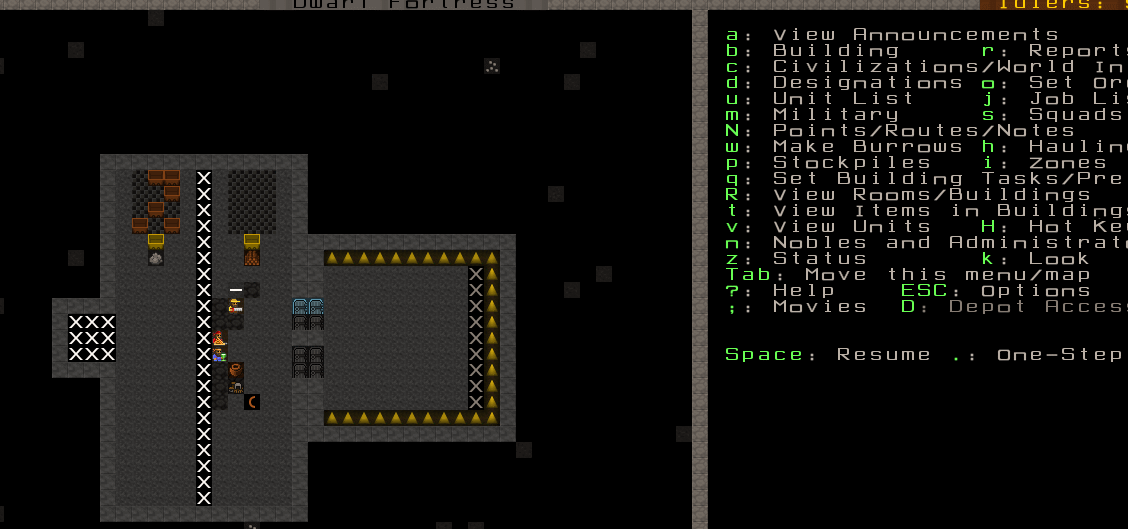 Dwarf Fortress
Idlers:
a: View Announcements
b: Building r: Reports
c: Civilizations/World In
d: Designations o: Set Or
u: Unit List j: Job Li
m: Military s: Squads
N: Points/Routes/Notes
w: Make Burrows h: Hauling
p: Stockpiles i: Zones
q: Set Building Tasks/Pre
R: View Rooms/Buildings
t: View Items in Buildings
v: View Units H: Hot Ke
n: Nobles and Administrat
z: Status k: Look
Tab: Move this menu/map
?: Help ESC: Options
;: Movies D: Depot Access
Space: Resume .: One-Step